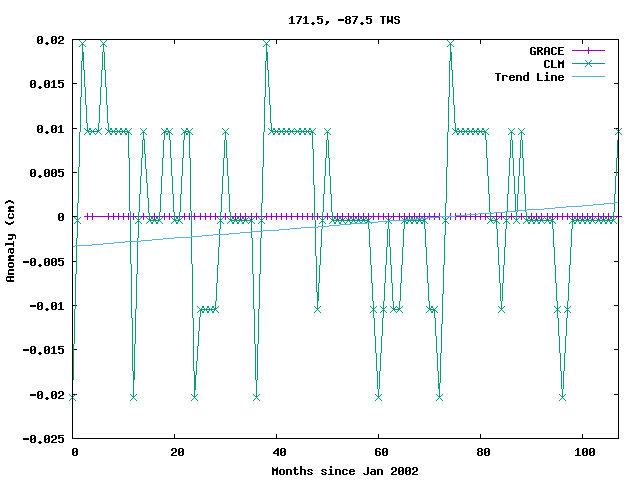 171.5, -87.5 TWS
GRACE
CLM
Trend Line
0.02
0.015
0.01
0.005
0
-0.005
-0.01
-0.015
-0.02
-0.025
Anomaly (cm)
0 20 40 60 80 100
Months since Jan 2002